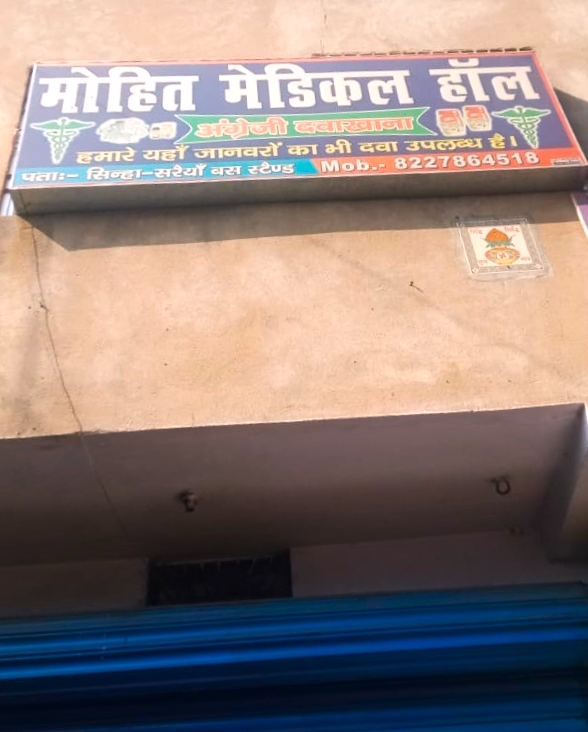 मोहित मेडिकल हॉल
अंग्रेजी दवाखाना
हमारे यहाँ जानवरों का भी दवा उपलब्ध है।
पताः- सिन्हा-सरैयाँ बस स्टैण्ड Mob.- 8227864518